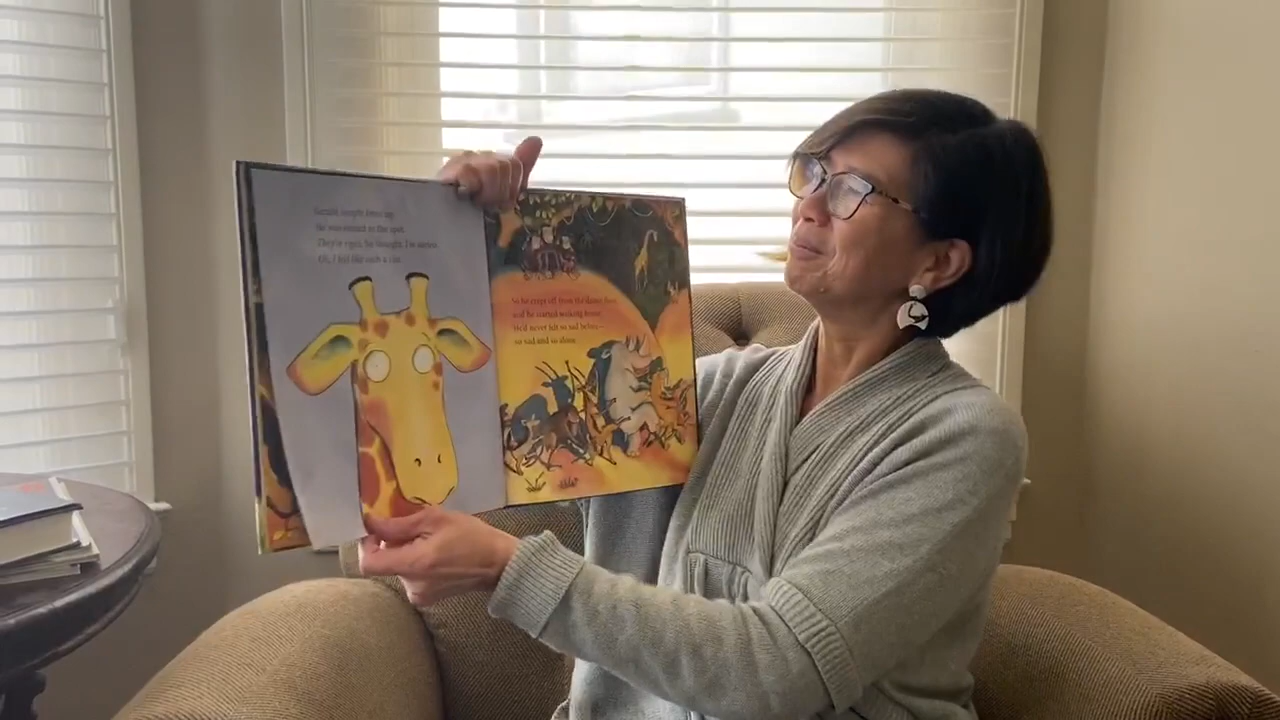 Gerald simply froze up.
He was rooted to the spot.
They're right, he thought. I'm useless.
Oh, I feel like such a clot.
So he crept off from the dance floor
and he started walking home.
He'd never felt so sad before—
so sad and so alone.